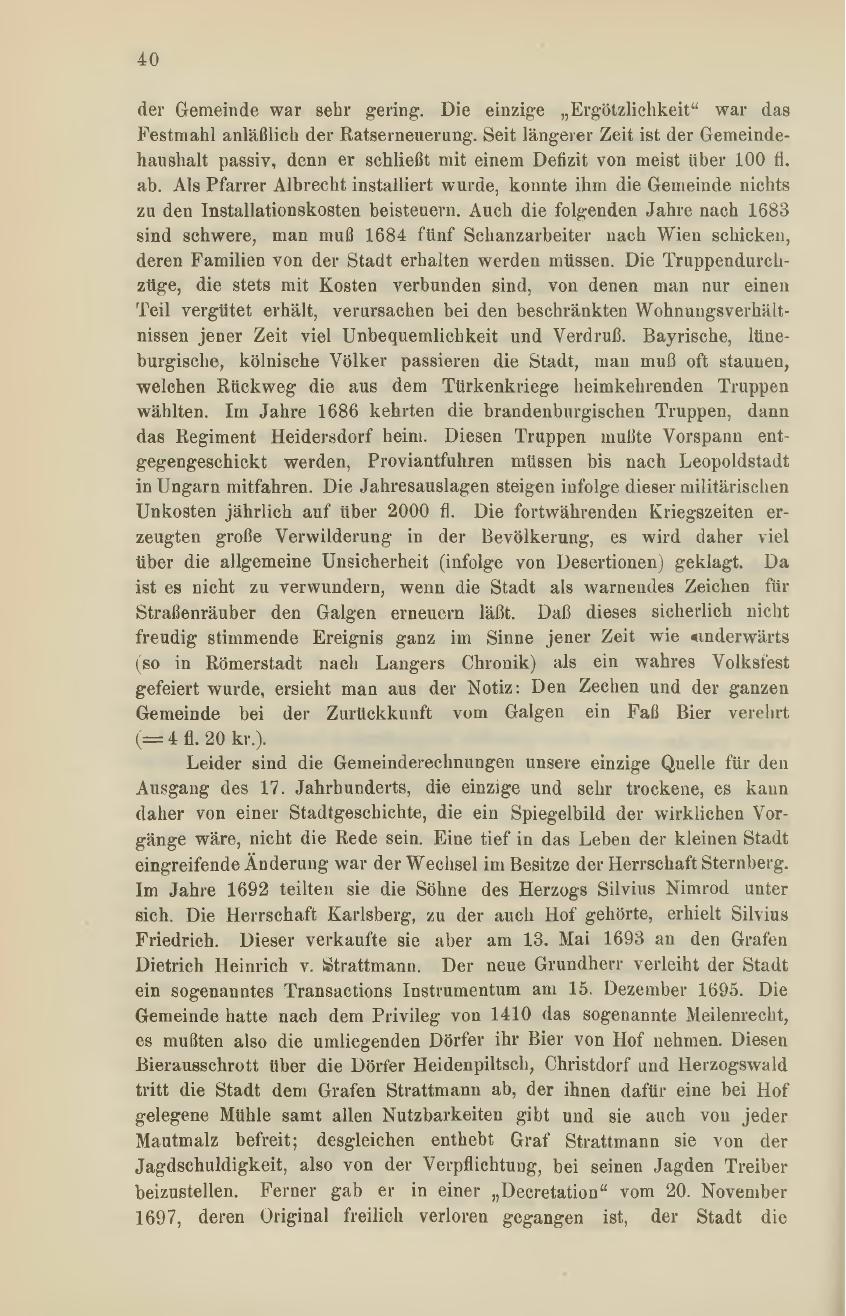 40
der Gemeinde war sehr gering. Die einzige „Ergötzlichkeit“ war das
Festmahl anläßlich der Ratserneuerung. Seit längerer Zeit ist der Gemeinde-
haushalt passiv, denn er schließt mit einem Defizit von meist über 100 fl.
ab. Als Pfarrer Albrecht installiert wurde, konnte ihm die Gemeinde nichts
zu den Installationskosten beisteuern. Auch die folgenden Jahre nach 1683
sind schwere, man muß 1684 fünf Schanzarbeiter nach Wien schicken,
deren Familien von der Stadt erhalten werden müssen. Die Truppendurch-
züge, die stets mit Kosten verbunden sind, von denen man nur einen
Teil vergütet erhält, verursachen bei den beschränkten Wohnungsverhält-
nissen jener Zeit viel Unbequemlichkeit und Verdruß. Bayrische, lüne-
burgische, kölnische Völker passieren die Stadt, man muß oft staunen,
welchen Rückweg die aus dem Türkenkriege heimkehrenden Truppen
wählten. Im Jahre 1686 kehrten die brandenburgischen Truppen, dann
das Regiment Heidersdorf heim. Diesen Truppen mußte Vorspann ent-
gegengeschickt werden, Proviantfuhren müssen bis nach Leopoldstadt
in Ungarn mitfahren. Die Jahresauslagen steigen infolge dieser militärischen
Unkosten jährlich auf über 2000 fl. Die fortwährenden Kriegszeiten er-
zeugten große Verwilderung in der Bevölkerung, es wird daher viel
über die allgemeine Unsicherheit (infolge von Desertionen) geklagt. Da
ist es nicht zu verwundern, wenn die Stadt als warnendes Zeichen für
Straßenräuber den Galgen erneuern läßt. Daß dieses sicherlich nicht
freudig stimmende Ereignis ganz im Sinne jener Zeit wie anderwärts
(so in Römerstadt nach Langers Chronik) als ein wahres Volksfest
gefeiert wurde, ersieht man aus der Notiz: Den Zechen und der ganzen
Gemeinde bei der Zurückkunft vom Galgen ein Faß Bier verehrt
(= 4 fl. 20 kr.).
Leider sind die Gemeinderechnungen unsere einzige Quelle für den
Ausgang des 17. Jahrhunderts, die einzige und sehr trockene, es kann
daher von einer Stadtgeschichte, die ein Spiegelbild der wirklichen Vor-
gänge wäre, nicht die Rede sein. Eine tief in das Leben der kleinen Stadt
eingreifende Änderung war der Wechsel im Besitze der Herrschaft Sternberg.
Im Jahre 1692 teilten sie die Söhne des Herzogs Silvius Nimrod unter
sich. Die Herrschaft Karlsberg, zu der auch Hof gehörte, erhielt Silvius
Friedrich. Dieser verkaufte sie aber am 13. Mai 1693 an den Grafen
Dietrich Heinrich v. Strattmann. Der neue Grundherr verleiht der Stadt
ein sogenanntes Transactions Instrumentum am 15. Dezember 1695. Die
Gemeinde hatte nach dem Privileg von 1410 das sogenannte Meilenrecht,
es mußten also die umliegenden Dörfer ihr Bier von Hof nehmen. Diesen
Bierausschrott über die Dörfer Heidenpiltsch, Christdorf und Herzogswald
tritt die Stadt dem Grafen Strattmann ab, der ihnen dafür eine bei Hof
gelegene Mühle samt allen Nutzbarkeiten gibt und sie auch von jeder
Mautmalz befreit; desgleichen enthebt Graf Strattmann sie von der
Jagdschuldigkeit, also von der Verpflichtung, bei seinen Jagden Treiber
beizustellen. Ferner gab er in einer „Decretation“ vom 20. November
1697, deren Original freilich verloren gegangen ist, der Stadt die